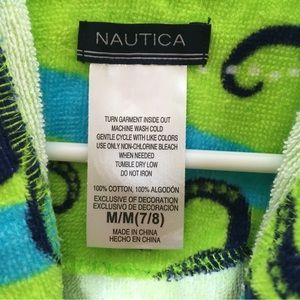 NAUTICA
TURN GARMENT INSIDE OUT
MACHINE WASH COLD
GENTLE CYCLE WITH LIKE COLORS
USE ONLY NON-CHLORINE BLEACH
WHEN NEEDED
TUMBLE DRY LOW
DO NOT IRON
100% COTTON, 100% ALGODÓN
EXCLUSIVE OF DECORATION
EXCLUSIVO DE DECORACIÓN
M/M(7/8)
MADE IN CHINA
HECHO EN CHINA